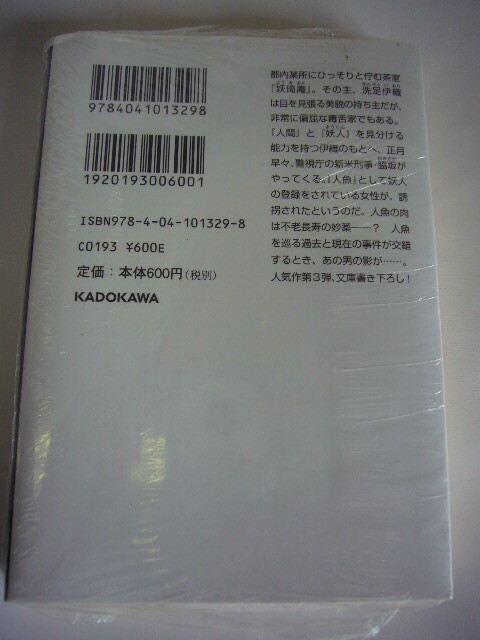 9784041013298
1920193006001
ISBN978-4-04-101329-8
C0193 ¥600E
定価：本体600円(税別)
KADOKAWA
都内某所にひっそりと佇む茶室
『妖琦庵』。その主、洗足伊織
は目を見張る美貌の持ち主だが、
非常に偏屈な毒舌家でもある。
「人間」と「妖人」を見分ける
能力を持つ伊織のもとへ、正月
早々、警視庁の新米刑事・脇坂が
やってくる。「人魚」として妖人
の登録をされている女性が、誘
拐されたというのだ。人魚の肉
は不老長寿の妙薬――？ 人魚
を巡る過去と現在の事件が交錯
するとき、あの男の影が……。
人気作第3弾、文庫書き下ろし！